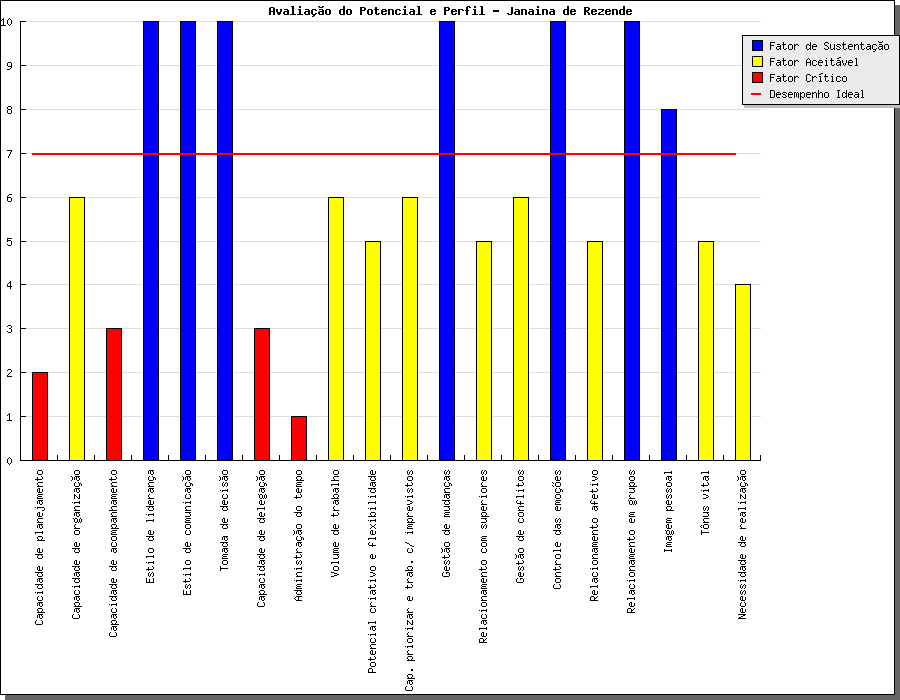 Avaliação do Potencial e Perfil - Janaina de Rezende
Fator de Sustentação
Fator Aceitável
Fator Crítico
Desempenho Ideal
10
9
8
7
6
5
4
3
2
1
0
Capacidade de planejamento
Capacidade de organização
Capacidade de acompanhamento
Estilo de liderança
Estilo de comunicação
Tomada de decisão
Capacidade de delegação
Administração do tempo
Volume de trabalho
Potencial criativo e flexibilidade
Cap. priorizar e trab. c/ imprevistos
Gestão de mudanças
Relacionamento com superiores
Gestão de conflitos
Controle das emoções
Relacionamento afetivo
Relacionamento em grupos
Imagem pessoal
Tônus vital
Necessidade de realização